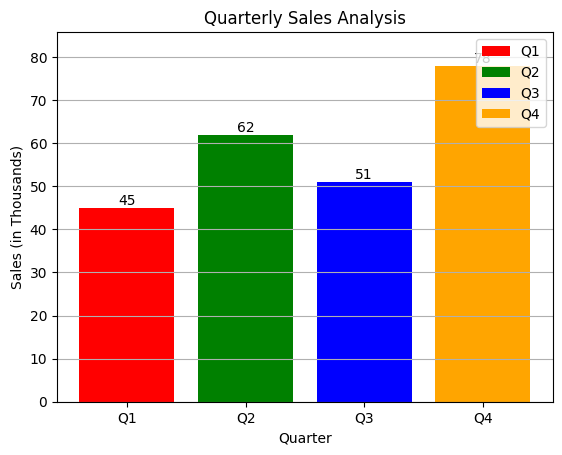 Quarterly Sales Analysis
Q1
Q2
Q3
Q4
80
70
60
50
40
30
20
10
0
Sales (in Thousands)
45
62
51
78
Q1
Q2
Q3
Q4
Quarter